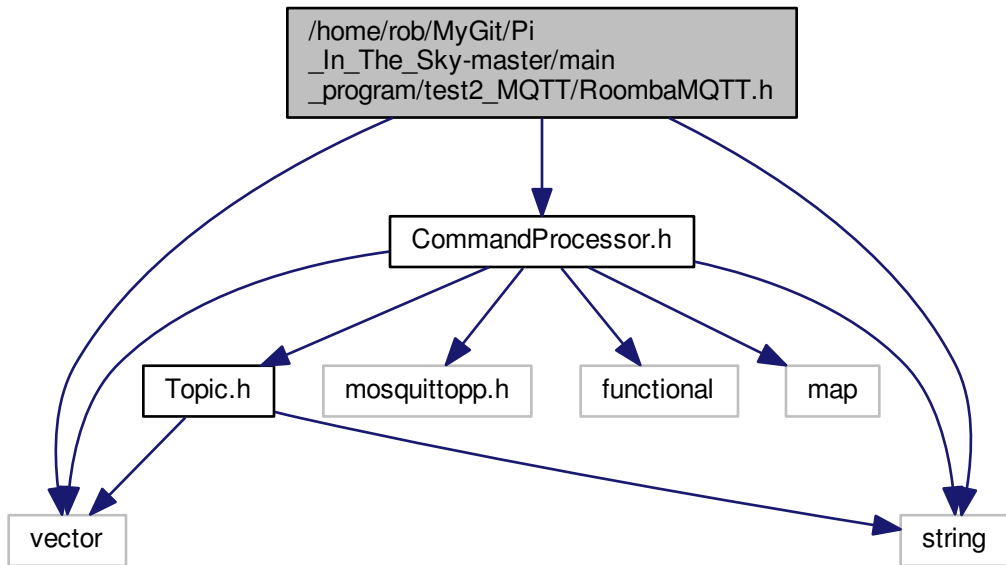 /home/rob/MyGit/Pi
_In_The_Sky-master/main
_program/test2_MQTT/RoombaMQTT.h
CommandProcessor.h
Topic.h
mosquittopp.h
functional
map
vector
string